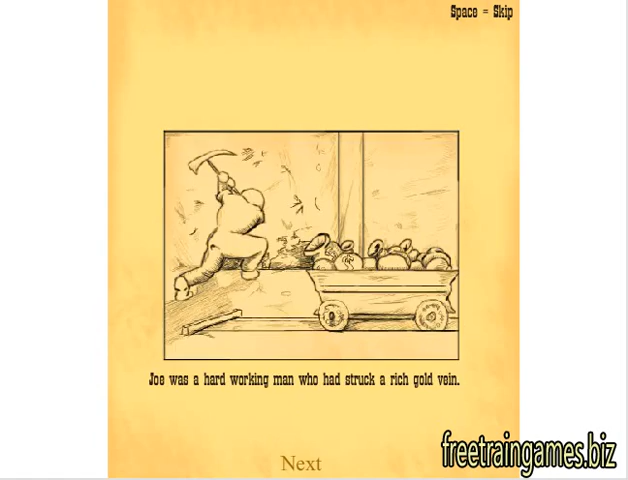 Space = Skip
$
Joe was a hard working man who had struck a rich gold vein.
Next
freetraingames.biz